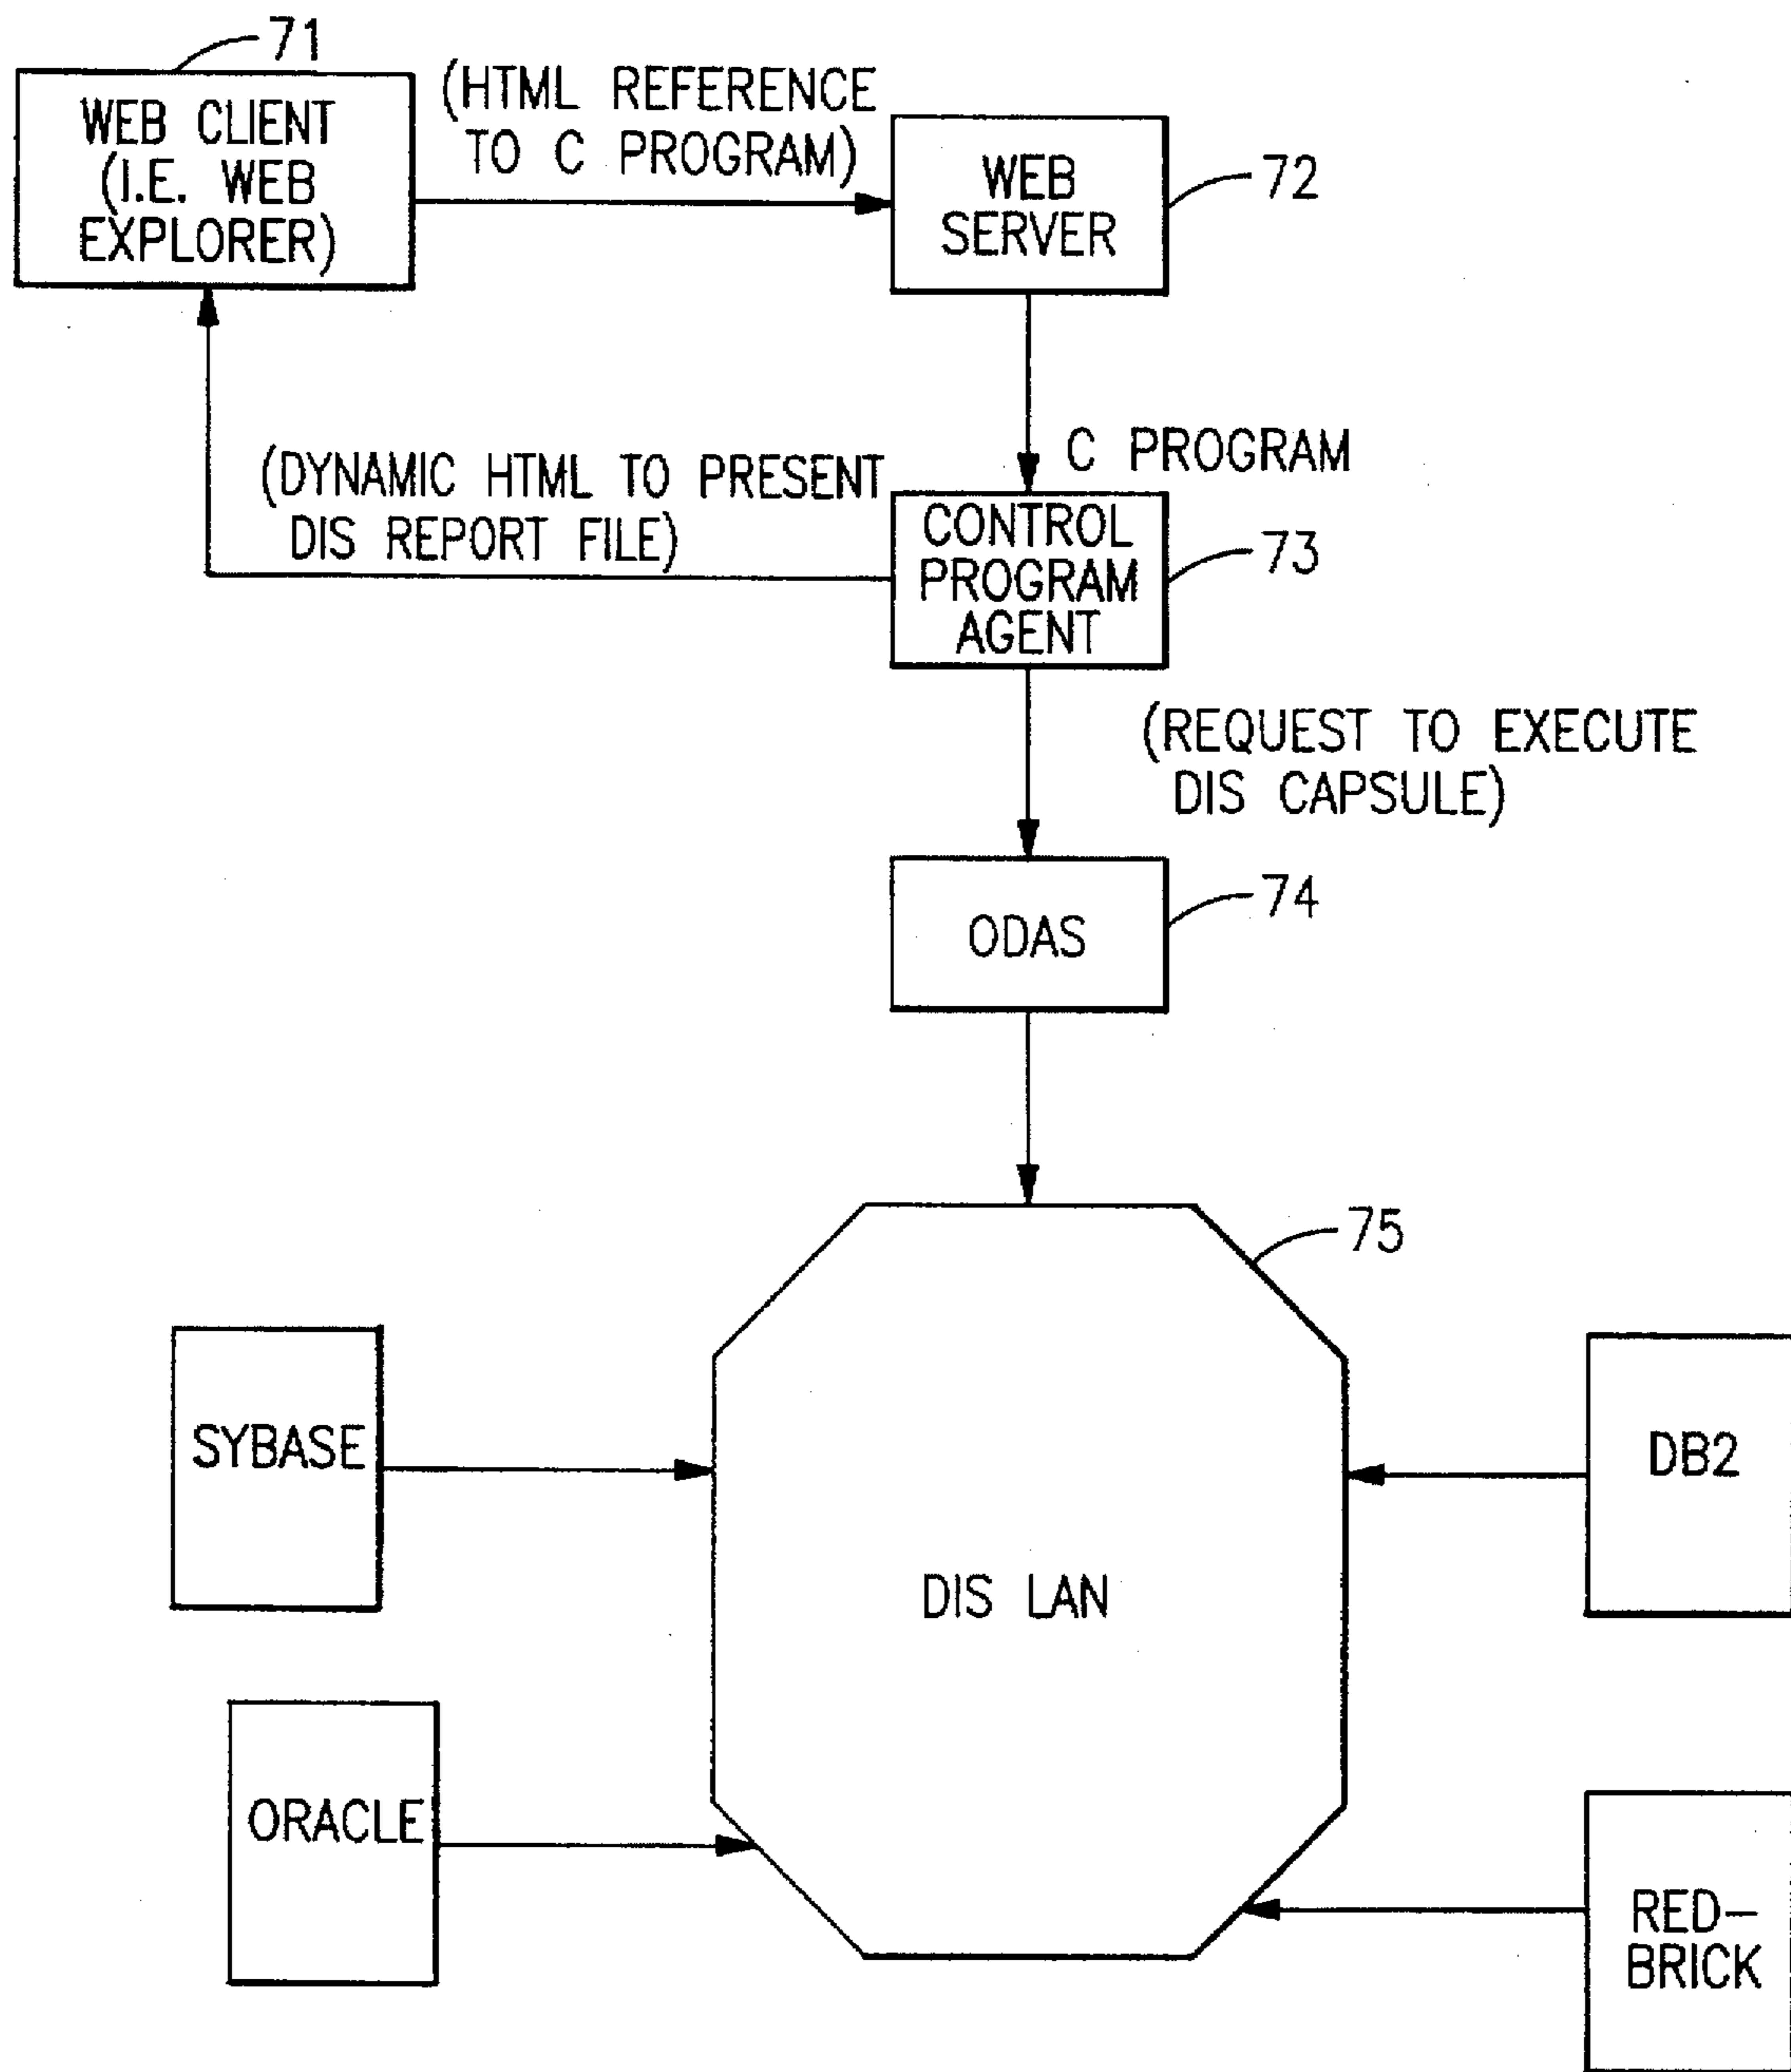 71
WEB CLIENT
(I.E. WEB
EXPLORER)
(HTML REFERENCE
TO C PROGRAM)
WEB
SERVER
72
C PROGRAM
(DYNAMIC HTML TO PRESENT
DIS REPORT FILE)
CONTROL
PROGRAM
AGENT
73
(REQUEST TO EXECUTE
DIS CAPSULE)
ODAS
74
75
SYBASE
DB2
DIS LAN
ORACLE
RED-
BRICK